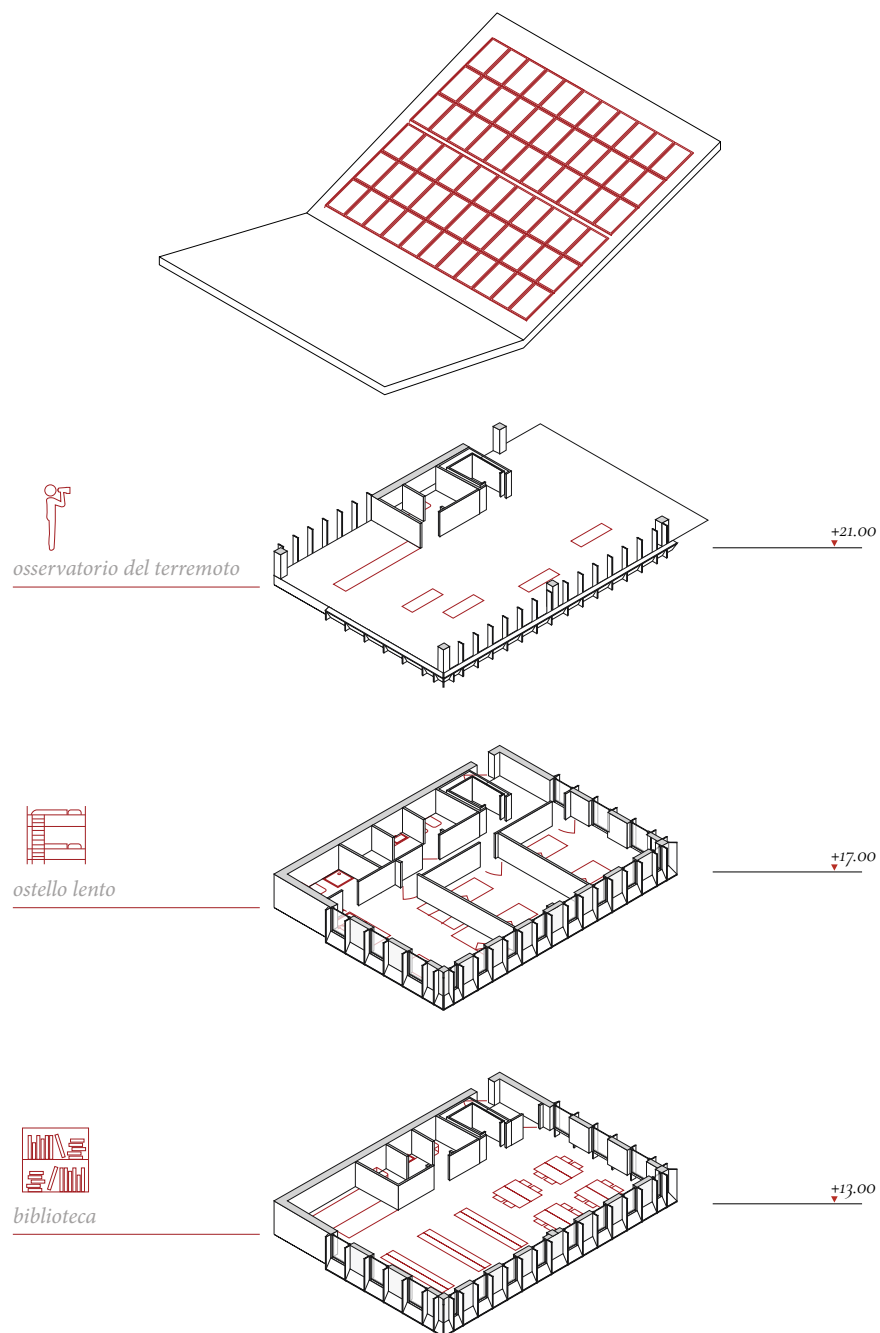 osservatorio del terremoto
+21.00
ostello lento
+17.00
biblioteca
+13.00